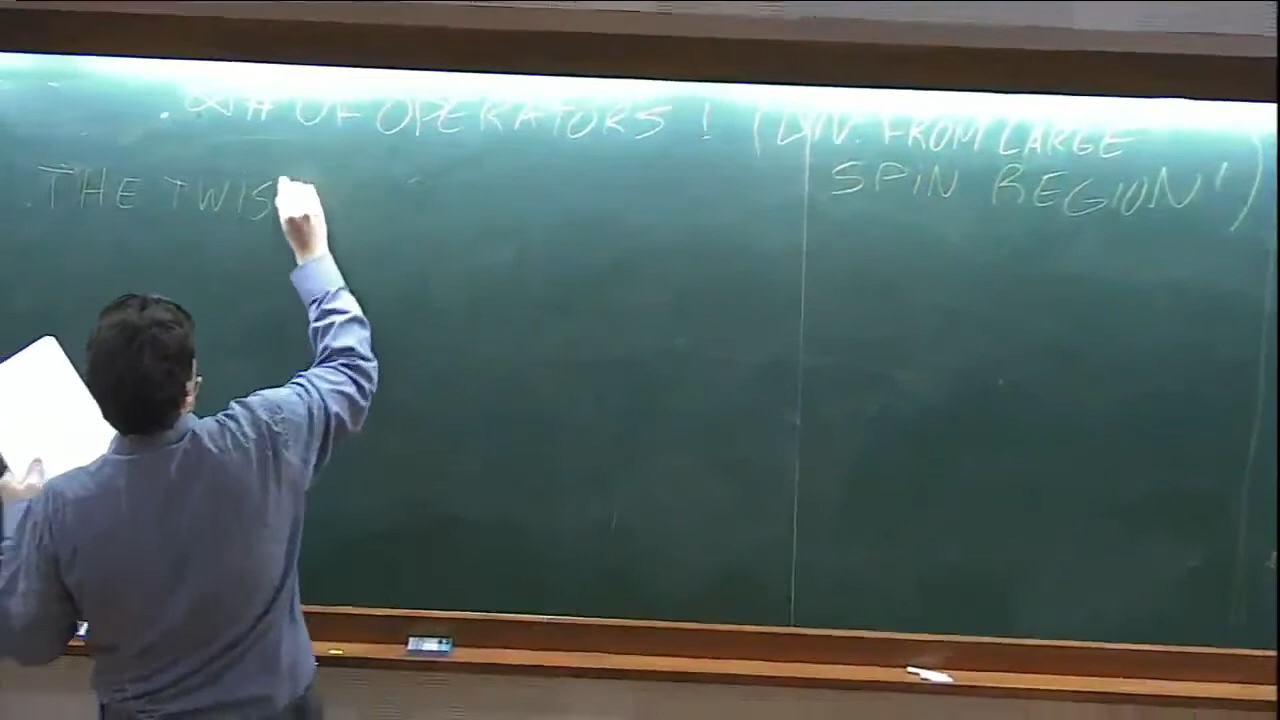 . ∞ # OF OPERATORS ! (DIV. FROM LARGE
SPIN REGION!)
. THE TWIS